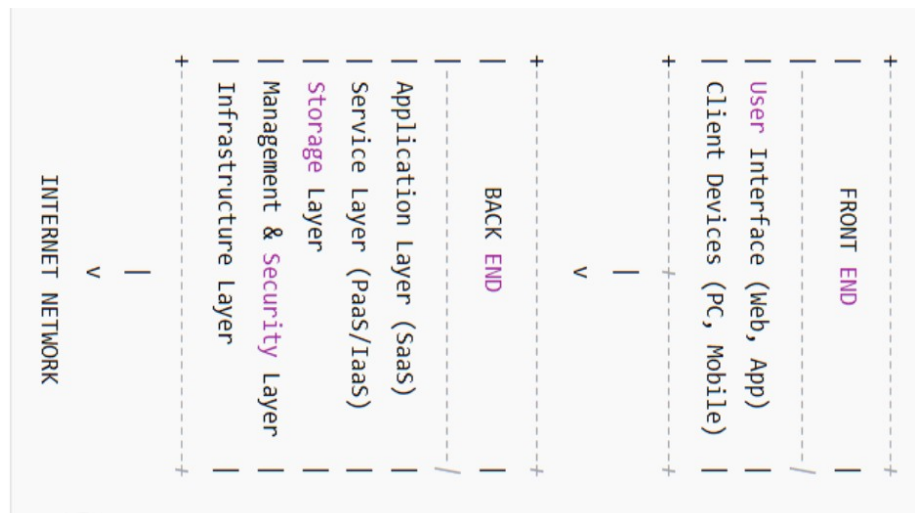 FRONT END
User Interface (Web, App)
Client Devices (PC, Mobile)
v
BACK END
Application Layer (SaaS)
Service Layer (PaaS/IaaS)
Storage Layer
Management & Security Layer
Infrastructure Layer
v
INTERNET NETWORK